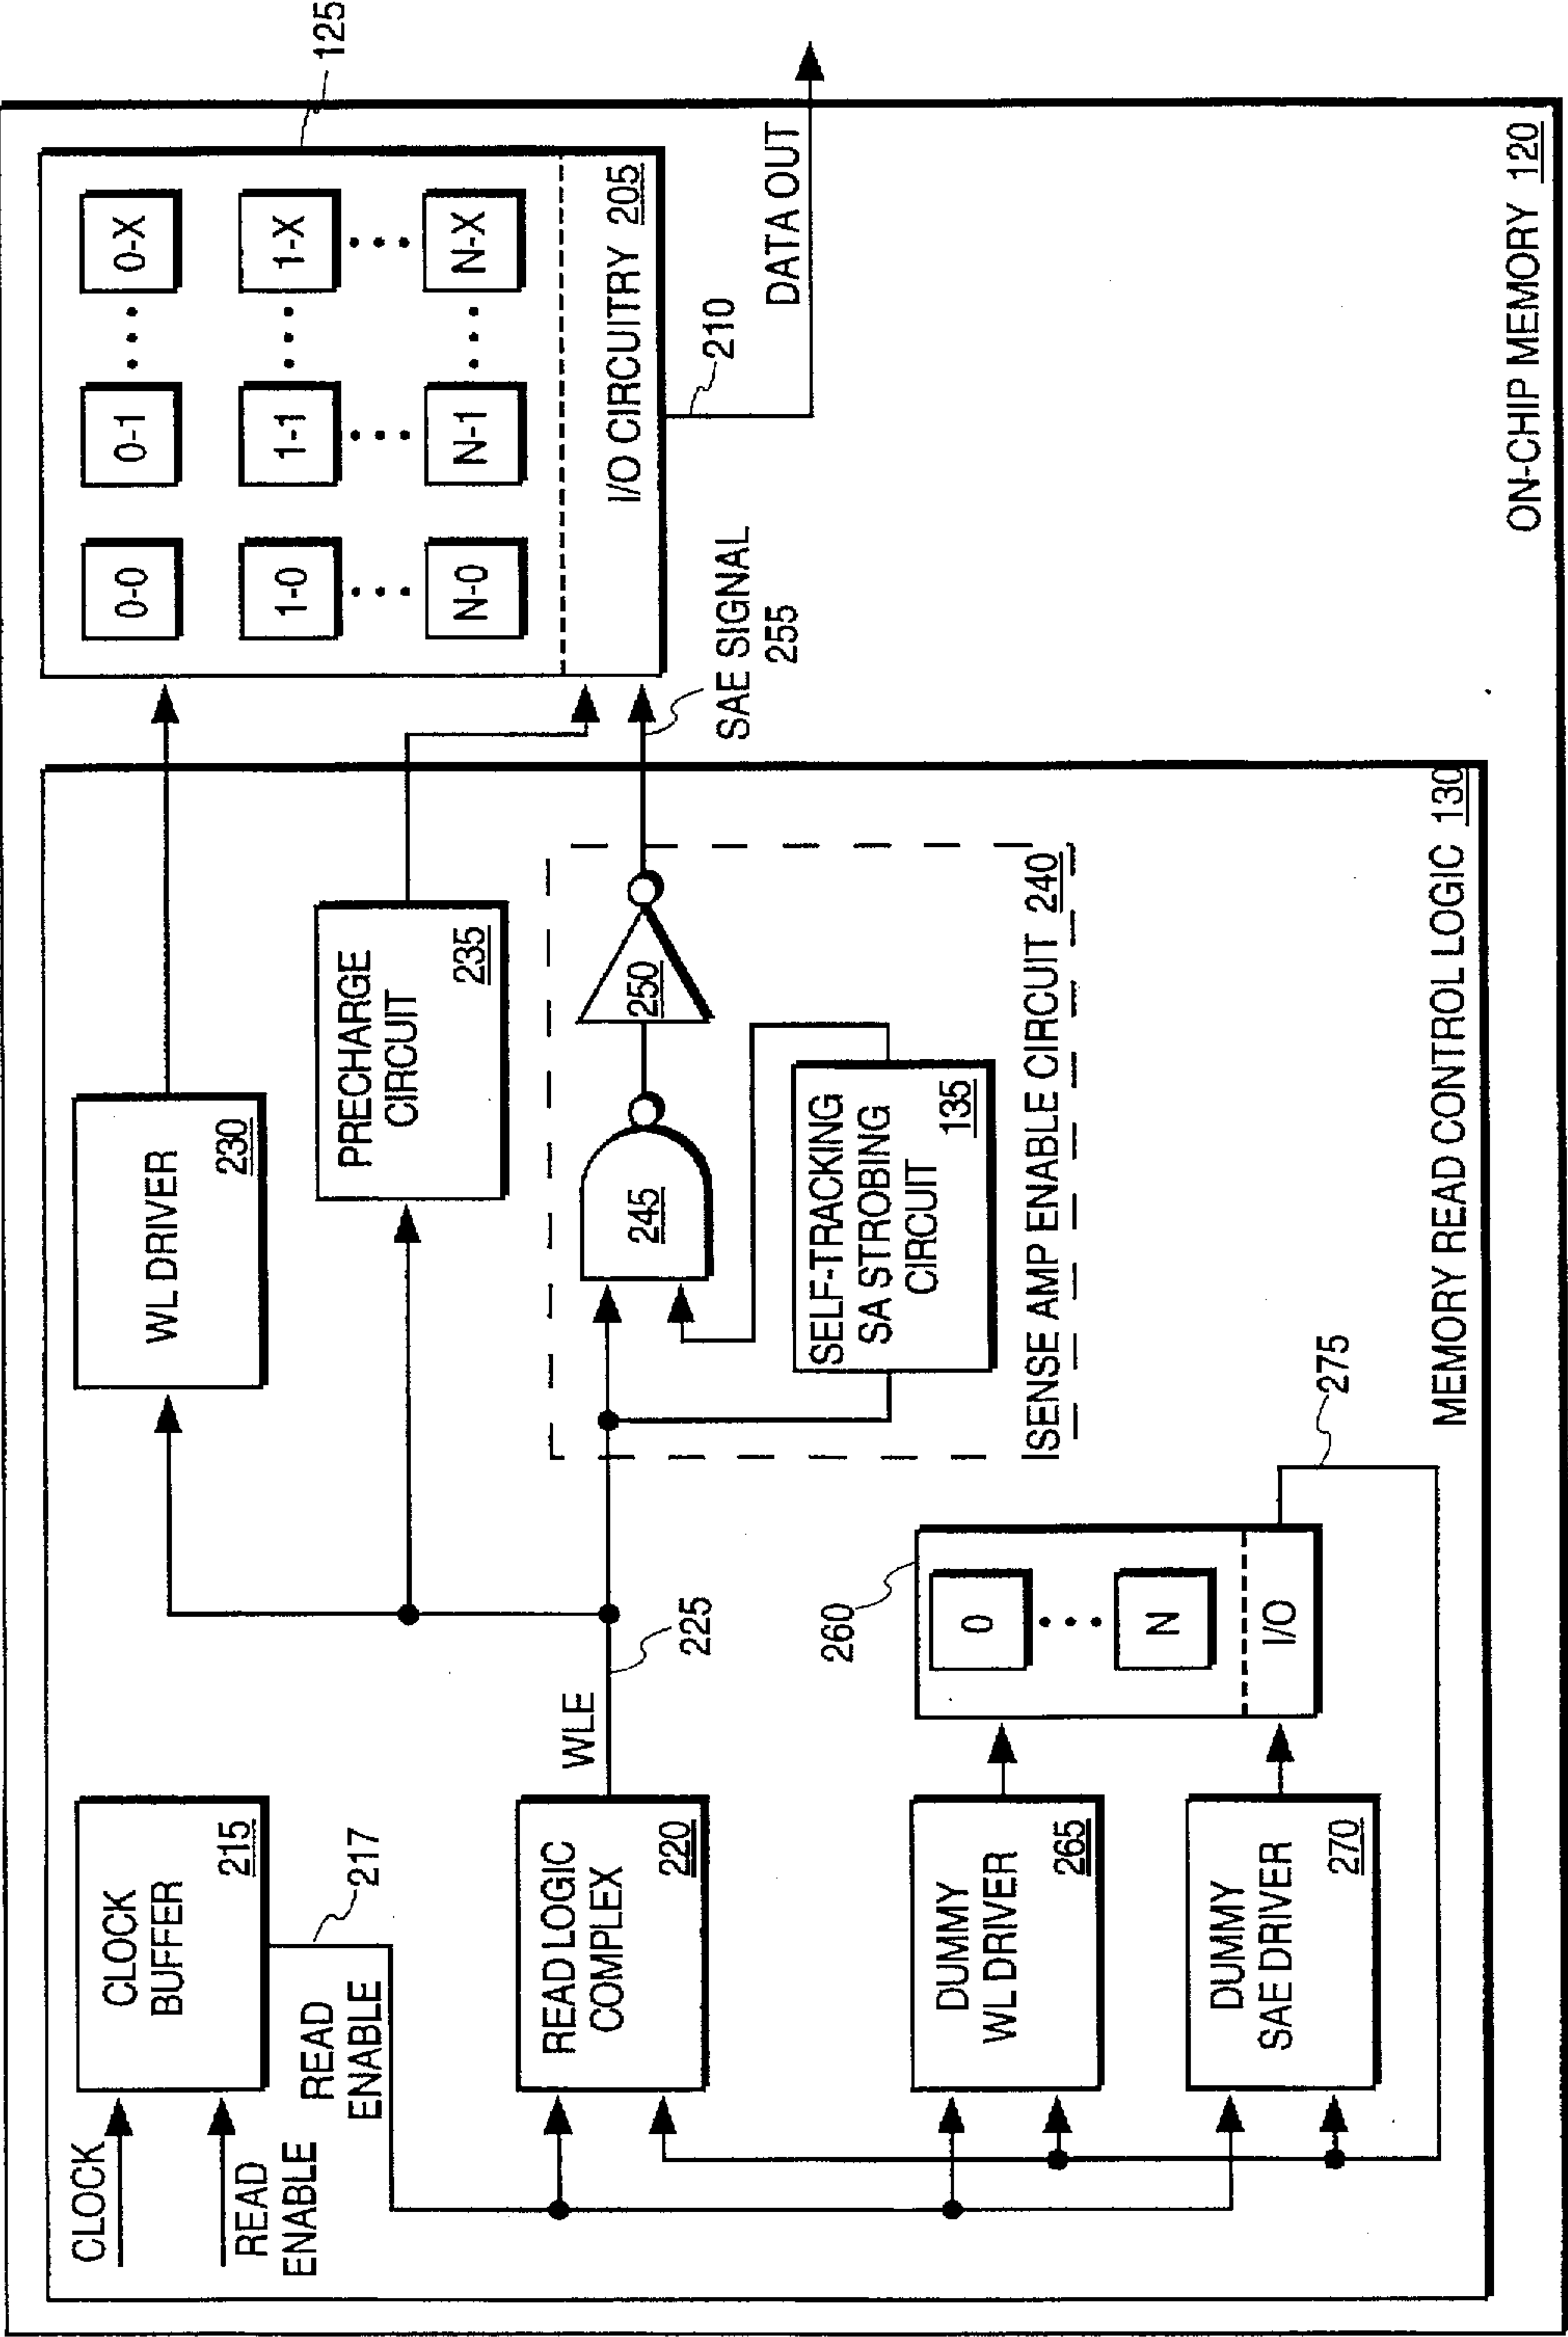 CLOCK
READ
ENABLE
CLOCK
BUFFER
215
READ
ENABLE
217
READ LOGIC
COMPLEX
220
WLE
225
DUMMY
WL DRIVER
265
DUMMY
SAE DRIVER
270
260
0
N
I/O
275
WL DRIVER
230
PRECHARGE
CIRCUIT
235
245
250
SELF-TRACKING
SA STROBING
CIRCUIT
135
SENSE AMP ENABLE CIRCUIT 240
MEMORY READ CONTROL LOGIC 130
SAE SIGNAL
255
0-0
0-1
0-X
1-0
1-1
1-X
N-0
N-1
N-X
I/O CIRCUITRY 205
125
210
DATA OUT
ON-CHIP MEMORY 120